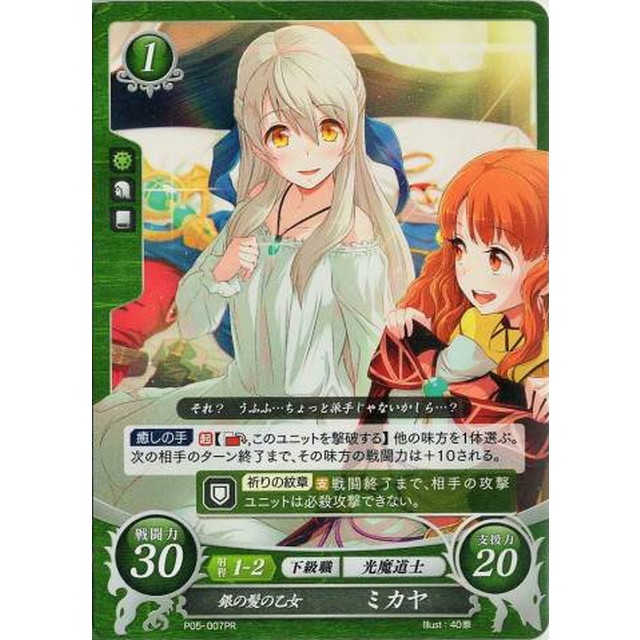 1
それ？ うふふ…ちょっと派手じゃないかしら…？
癒しの手 起【,このユニットを撃破する】他の味方を1体選ぶ。
次の相手のターン終了まで、その味方の戦闘力は＋10される。
祈りの紋章 支 戦闘終了まで、相手の攻撃
ユニットは必殺攻撃できない。
戦闘力
30
射程 1-2 下級職 光魔道士
支援力
20
銀の髪の乙女 ミカヤ
P05-007PR Illust：40原